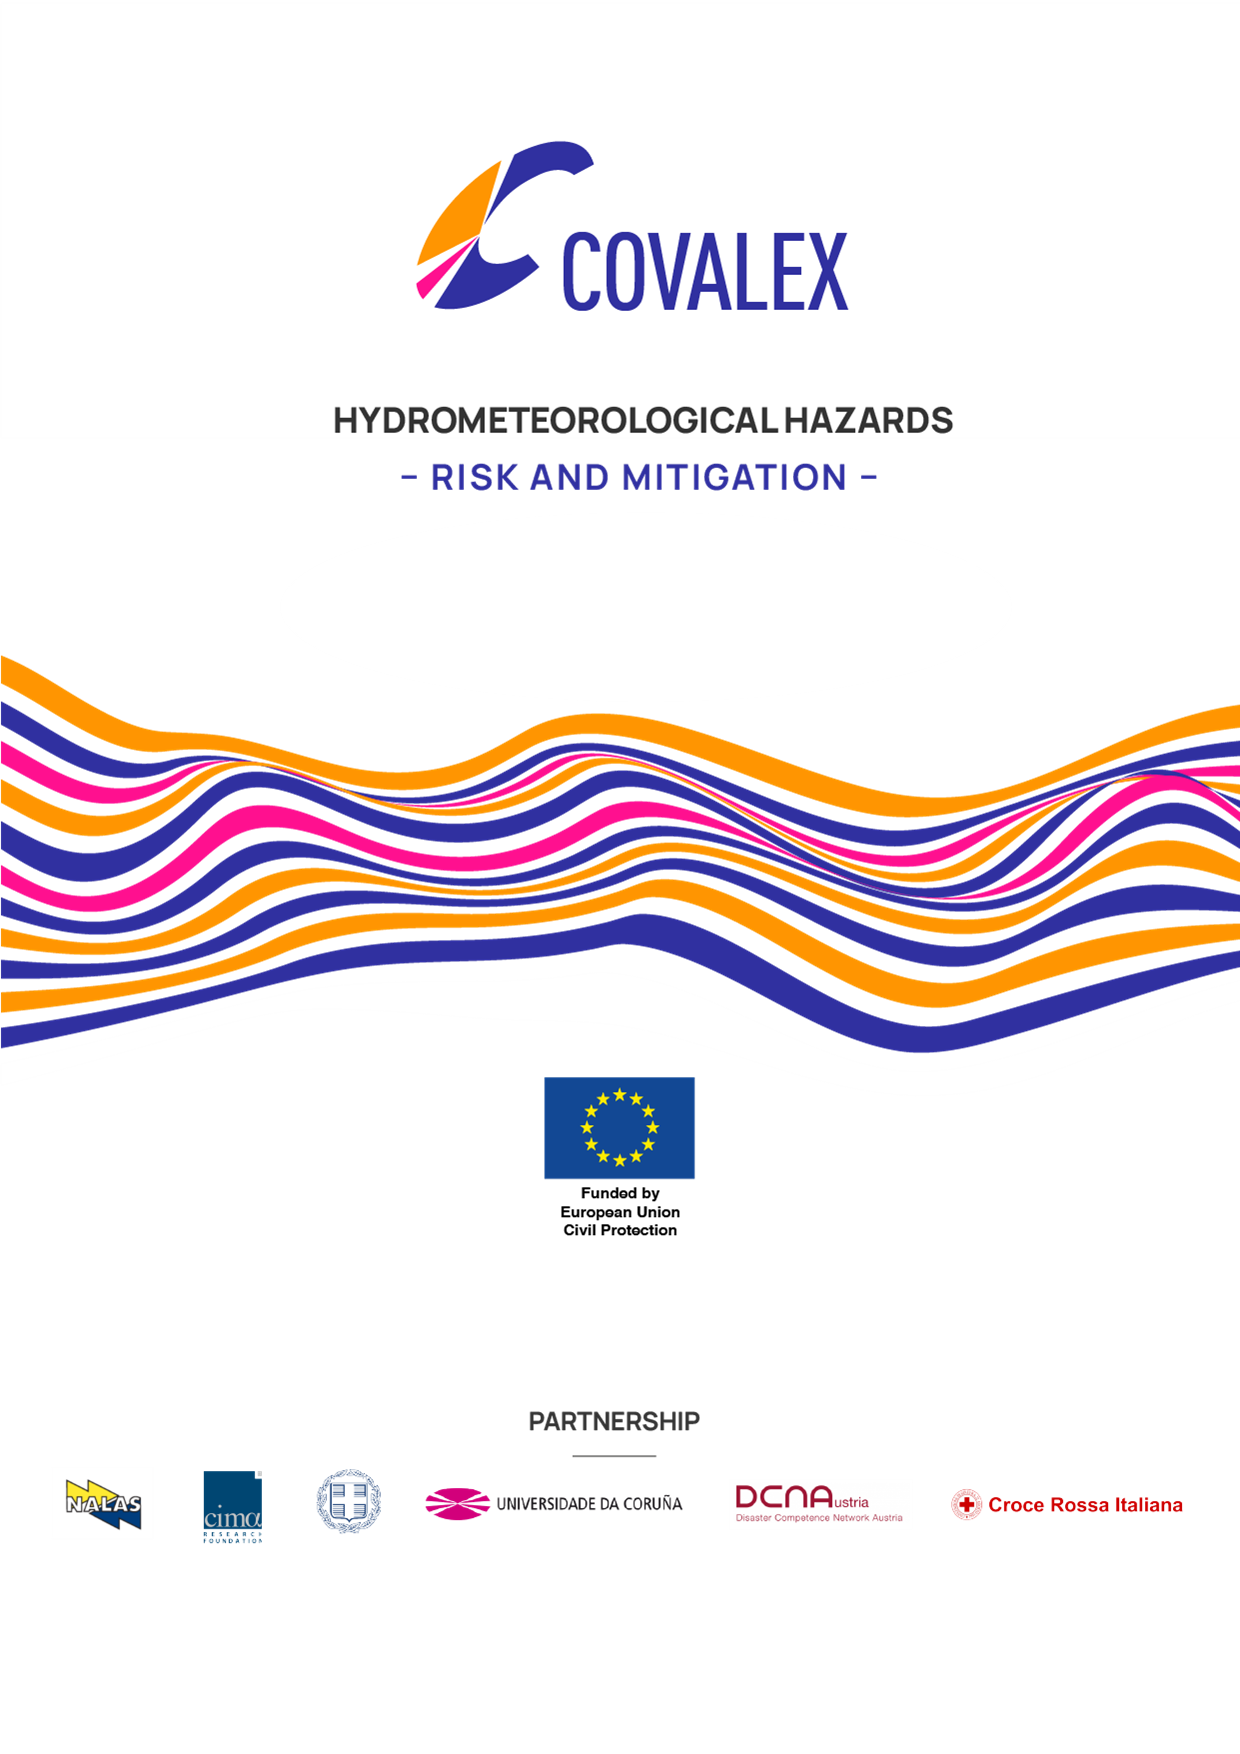 COVALEX
HYDROMETEOROLOGICAL HAZARDS
– RISK AND MITIGATION –
Funded by
European Union
Civil Protection
PARTNERSHIP
NALAS
cima
RESEARCH
FOUNDATION
UNIVERSIDADE DA CORUÑA
DCNAustria
Disaster Competence Network Austria
Croce Rossa Italiana